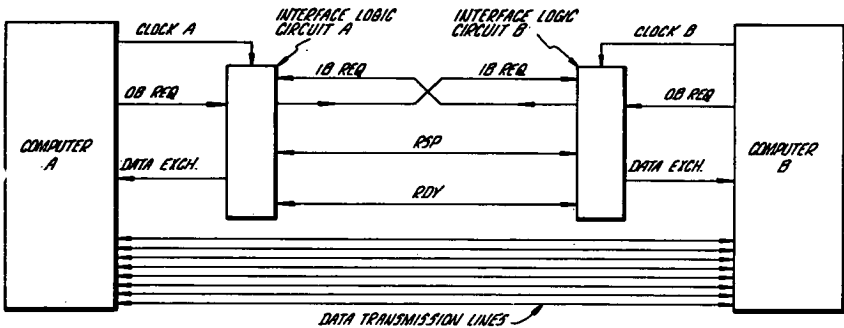 INTERFACE LOGIC
CIRCUIT A
INTERFACE LOGIC
CIRCUIT B
CLOCK A
CLOCK B
IB REQ
IB REQ
OB REQ
OB REQ
COMPUTER
A
RSP
COMPUTER
B
DATA EXCH.
DATA EXCH.
RDY
DATA TRANSMISSION LINES